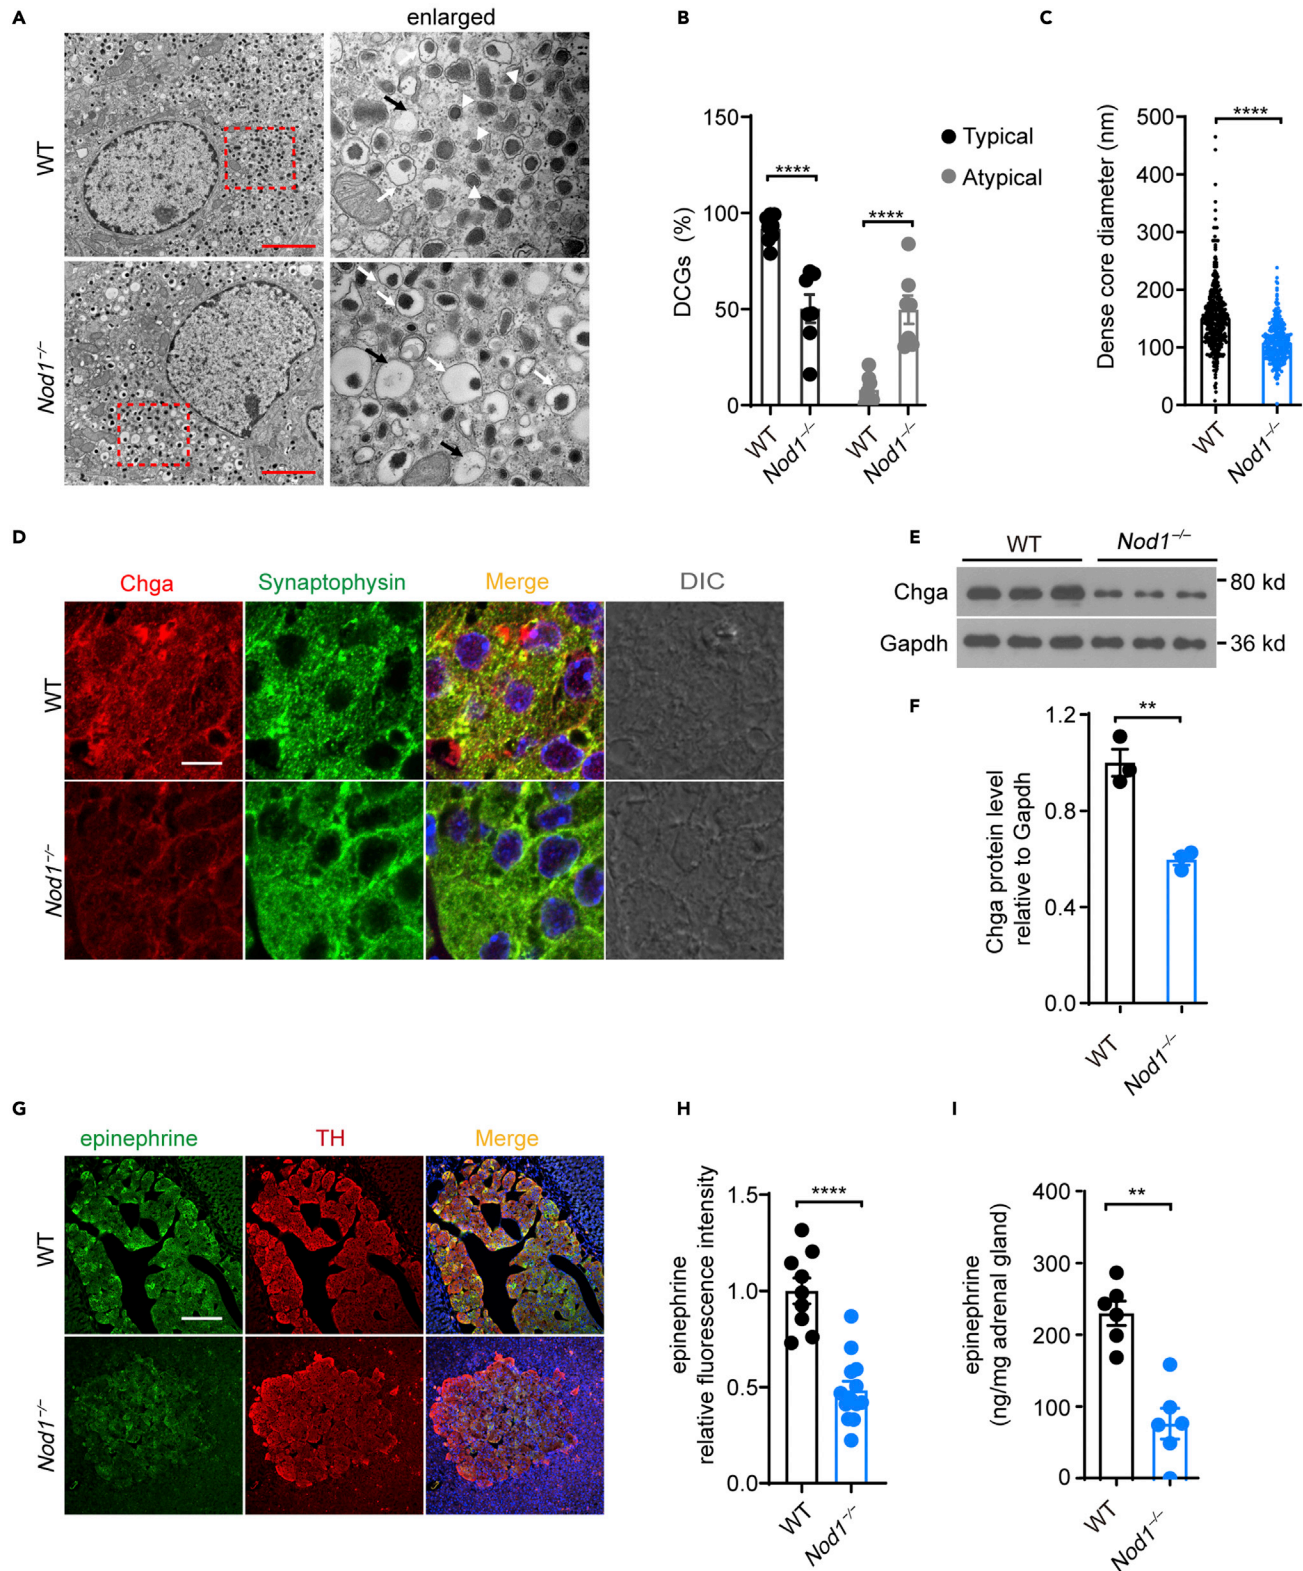 A
enlarged
WT
Nod1−/−
B
DCGs (%)
150
100
50
0
****
****
WT
Nod1−/−
WT
Nod1−/−
Typical
Atypical
C
Dense core diameter (nm)
500
400
300
200
100
0
****
WT
Nod1−/−
D
Chga
Synaptophysin
Merge
DIC
WT
Nod1−/−
E
WT
Nod1−/−
Chga
80 kd
Gapdh
36 kd
F
Chga protein level
relative to Gapdh
1.2
0.8
0.4
0.0
**
WT
Nod1−/−
G
epinephrine
TH
Merge
WT
Nod1−/−
H
epinephrine
relative fluorescence intensity
1.5
1.0
0.5
0.0
****
WT
Nod1−/−
I
epinephrine
(ng/mg adrenal gland)
400
300
200
100
0
**
WT
Nod1−/−